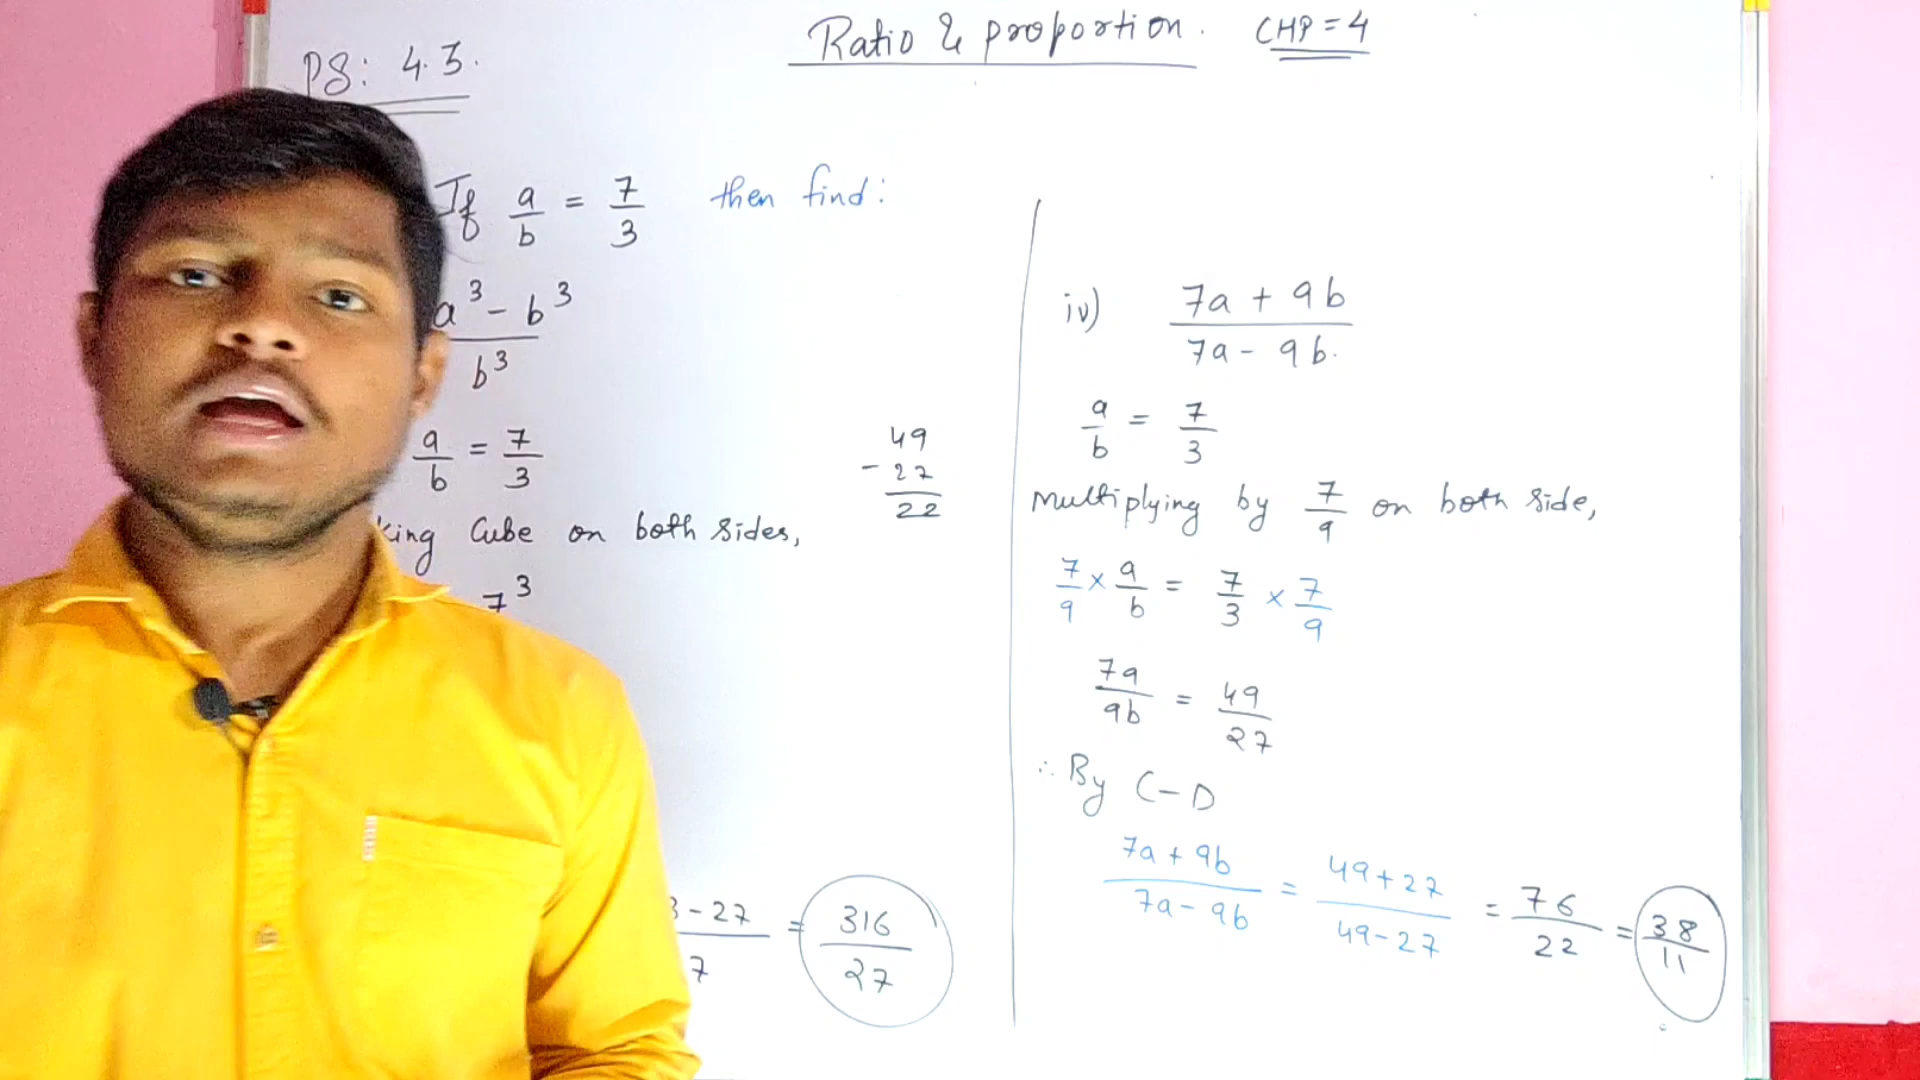 Ratio & proportion. CHP = 4
PS: 4.3.
If a/b = 7/3 then find:
a³ - b³ / b³
a/b = 7/3
king Cube on both sides,
7³
49
- 27
22
3 - 27 / 7 = 316/27
iv) 7a + 9b / 7a - 9b.
a/b = 7/3
multiplying by 7/9 on both side,
7/9 × a/b = 7/3 × 7/9
7a/9b = 49/27
∴ By C-D
7a + 9b / 7a - 9b = 49+27 / 49-27 = 76/22 = 38/11